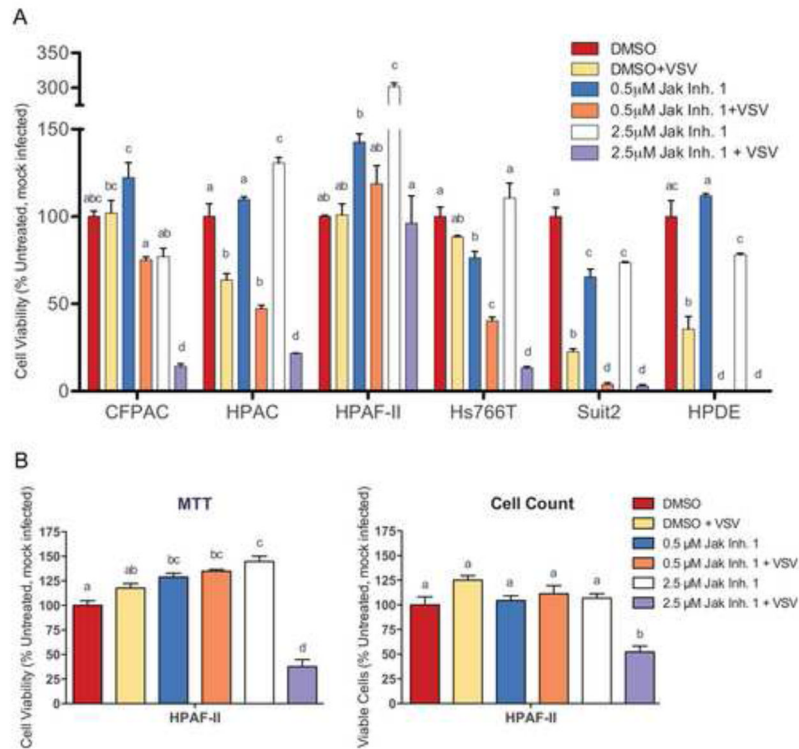 A
Cell Viability (% Untreated, mock infected)
350
300
150
100
50
0
DMSO
DMSO+VSV
0.5µM Jak Inh. 1
0.5µM Jak Inh. 1+VSV
2.5µM Jak Inh. 1
2.5µM Jak Inh. 1 + VSV
abc bc c a ab d
a b a b c d
ab ab b ab c a
a ab b c a d
a b c d c d
ac b a d c d
CFPAC HPAC HPAF-II Hs766T Suit2 HPDE
B
MTT
Cell Viability (% Untreated, mock infected)
175
150
125
100
75
50
25
0
a ab bc bc c d
HPAF-II
Cell Count
Viable Cells (% Untreated, mock infected)
175
150
125
100
75
50
25
0
a a a a a b
HPAF-II
DMSO
DMSO + VSV
0.5 µM Jak Inh. 1
0.5 µM Jak Inh. 1 + VSV
2.5 µM Jak Inh. 1
2.5 µM Jak Inh. 1 + VSV